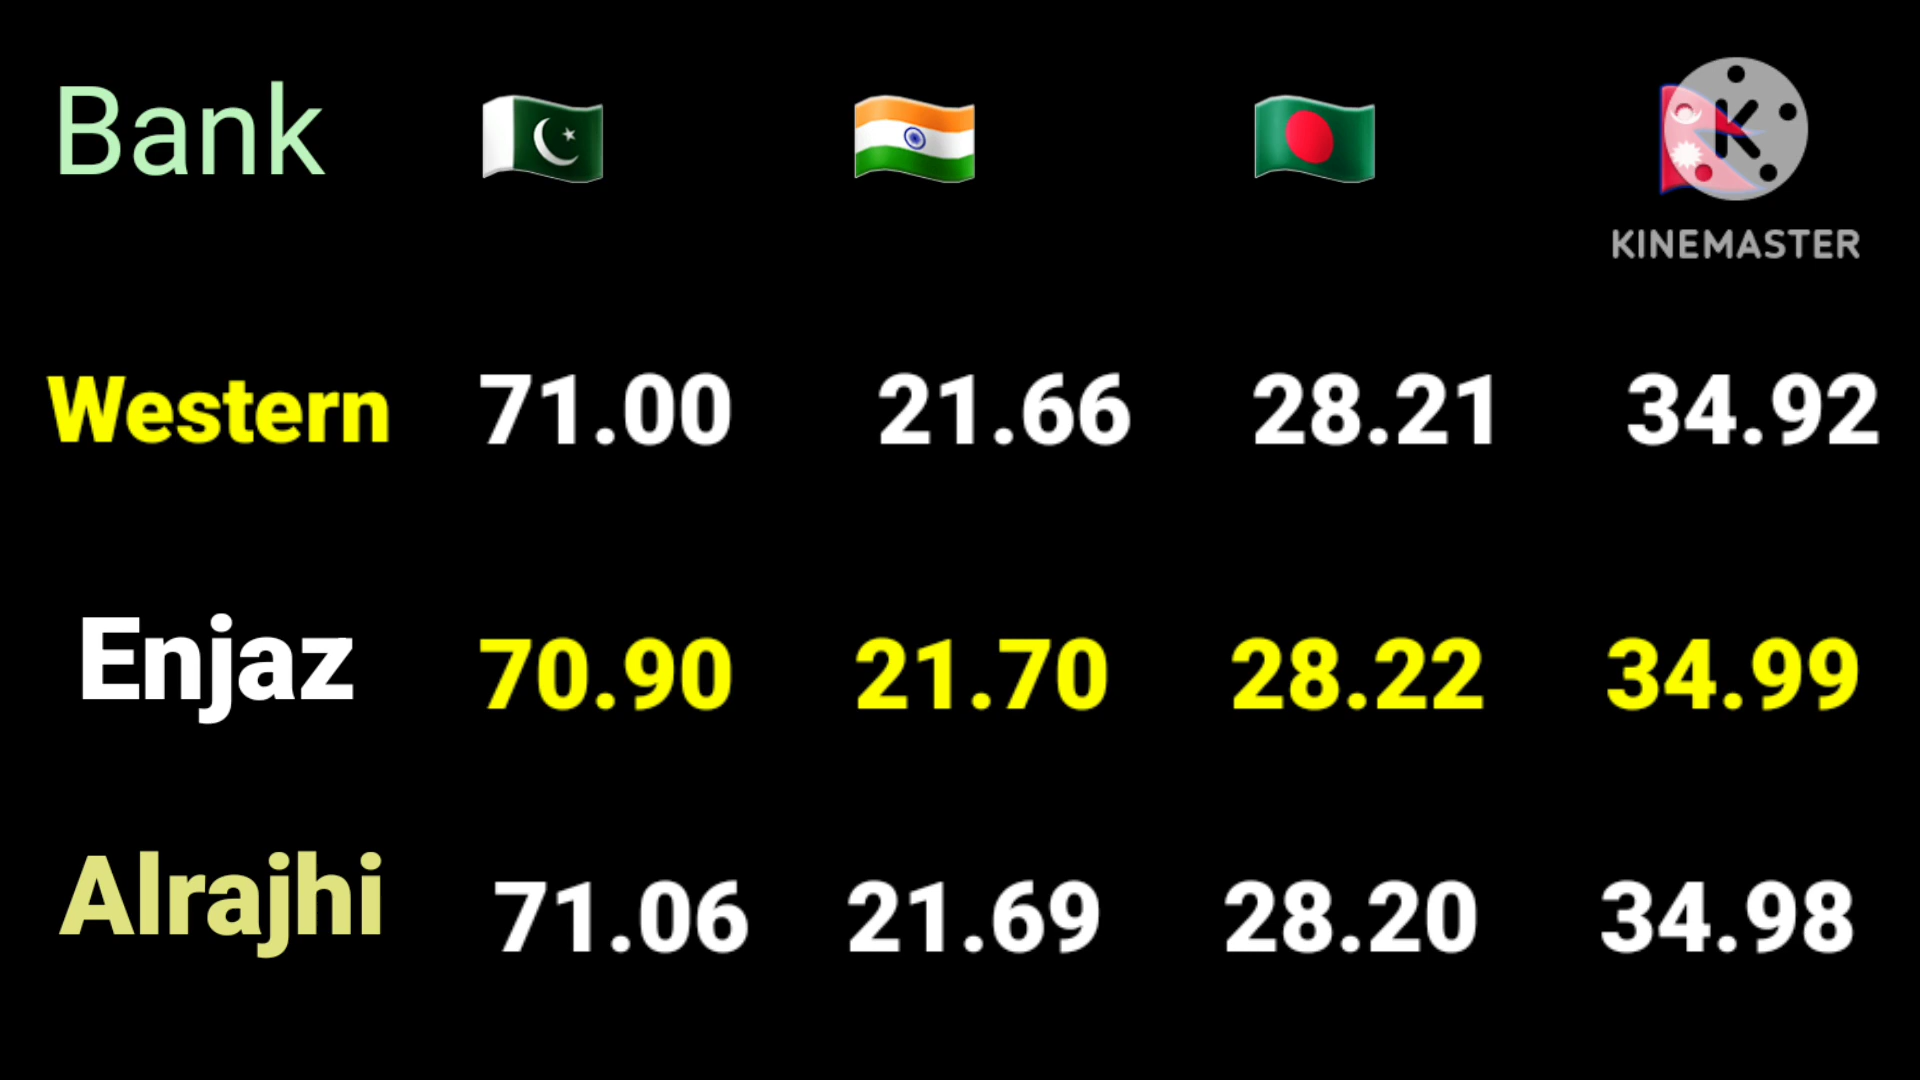 Bank
K
KINEMASTER
Western 71.00 21.66 28.21 34.92
Enjaz 70.90 21.70 28.22 34.99
Alrajhi 71.06 21.69 28.20 34.98